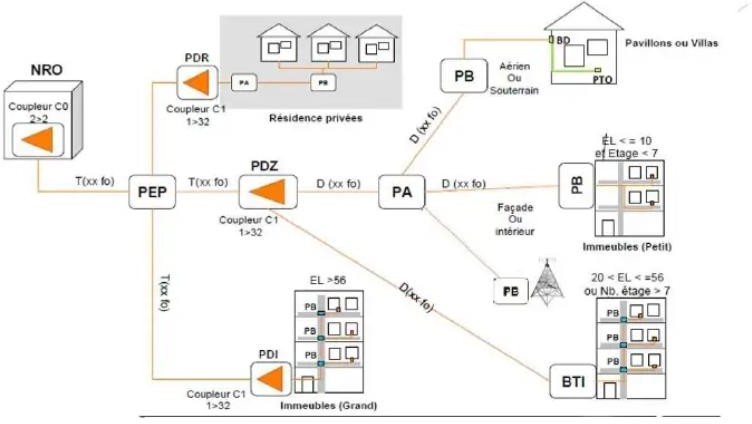 NRO
Coupleur C0
2>2
PDR
Coupleur C1
1>32
PA
PB
Résidence privées
PB
Aérien
Ou
Souterrain
BD
PTO
Pavillons ou Villas
D (xx fo)
T(xx fo)
PEP
T(xx fo)
PDZ
Coupleur C1
1>32
D (xx fo)
PA
D (xx fo)
Façade
Ou
intérieur
PB
EL < = 10
et Etage < 7
Immeubles (Petit)
PB
D(xx fo)
T(xx fo)
20 < EL < =56
ou Nb. étage > 7
PB
PB
PB
BTI
EL >56
PB
PB
PB
PDI
Coupleur C1
1>32
Immeubles (Grand)